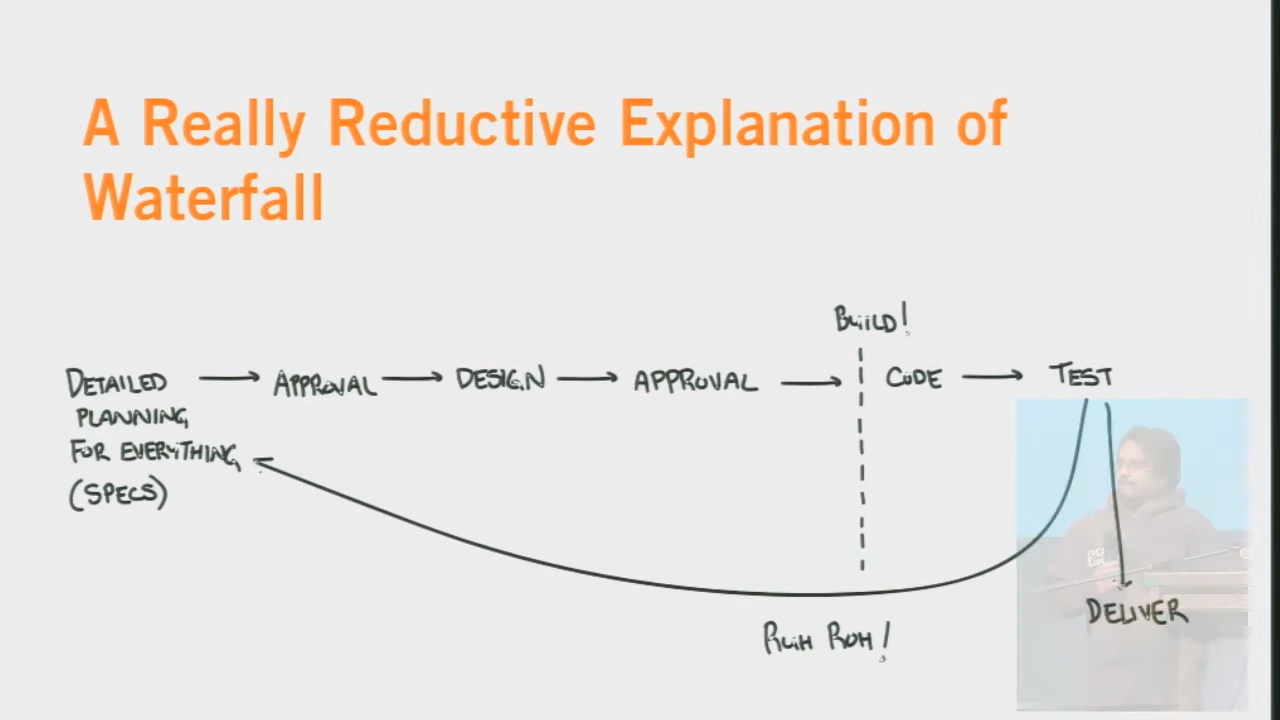 A Really Reductive Explanation of
Waterfall
BUILD!
DETAILED
PLANNING
FOR EVERYTHING
(SPECS)
APPROVAL
DESIGN
APPROVAL
CODE
TEST
DELIVER
RUH ROH!